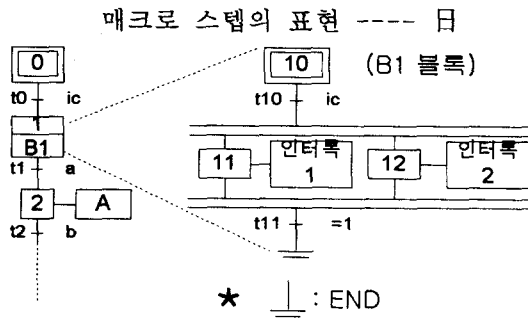 매크로 스텝의 표현 ---- 日
0
t0 ic
1
B1
t1 a
2 A
t2 b
10 (B1 블록)
t10 ic
11 인터록 1
12 인터록 2
t11 =1
★ : END